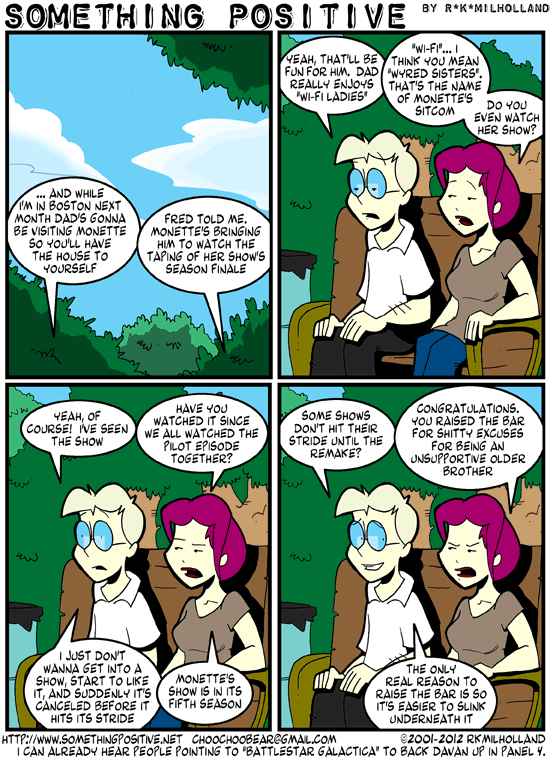 SOMETHING POSITIVE BY R*K*MILHOLLAND
... AND WHILE
I'M IN BOSTON NEXT
MONTH DAD'S GONNA
BE VISITING MONETTE
SO YOU'LL HAVE
THE HOUSE TO
YOURSELF
FRED TOLD ME.
MONETTE'S BRINGING
HIM TO WATCH THE
TAPING OF HER SHOW'S
SEASON FINALE
YEAH, THAT'LL BE
FUN FOR HIM. DAD
REALLY ENJOYS
"WI-FI LADIES"
"WI-FI"... I
THINK YOU MEAN
"WYRED SISTERS".
THAT'S THE NAME
OF MONETTE'S
SITCOM
DO YOU
EVEN WATCH
HER SHOW?
YEAH, OF
COURSE! I'VE SEEN
THE SHOW
HAVE YOU
WATCHED IT SINCE
WE ALL WATCHED THE
PILOT EPISODE
TOGETHER?
I JUST DON'T
WANNA GET INTO A
SHOW, START TO LIKE
IT, AND SUDDENLY IT'S
CANCELED BEFORE IT
HITS ITS STRIDE
MONETTE'S
SHOW IS IN ITS
FIFTH SEASON
SOME SHOWS
DON'T HIT THEIR
STRIDE UNTIL THE
REMAKE?
CONGRATULATIONS.
YOU RAISED THE BAR
FOR SHITTY EXCUSES
FOR BEING AN
UNSUPPORTIVE OLDER
BROTHER
THE ONLY
REAL REASON TO
RAISE THE BAR IS SO
IT'S EASIER TO SLINK
UNDERNEATH IT
HTTP://WWW.SOMETHINGPOSITIVE.NET CHOOCHOOBEAR@GMAIL.COM ©2001-2012 RKMILHOLLAND
I CAN ALREADY HEAR PEOPLE POINTING TO "BATTLESTAR GALACTICA" TO BACK DAVAN UP IN PANEL 4.